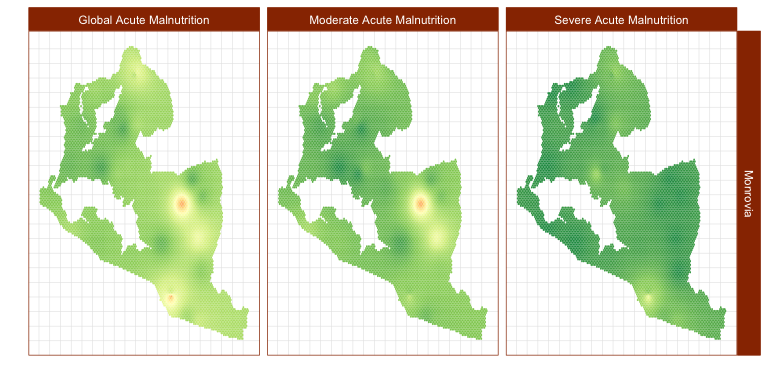 Global Acute Malnutrition
Moderate Acute Malnutrition
Severe Acute Malnutrition
Monrovia